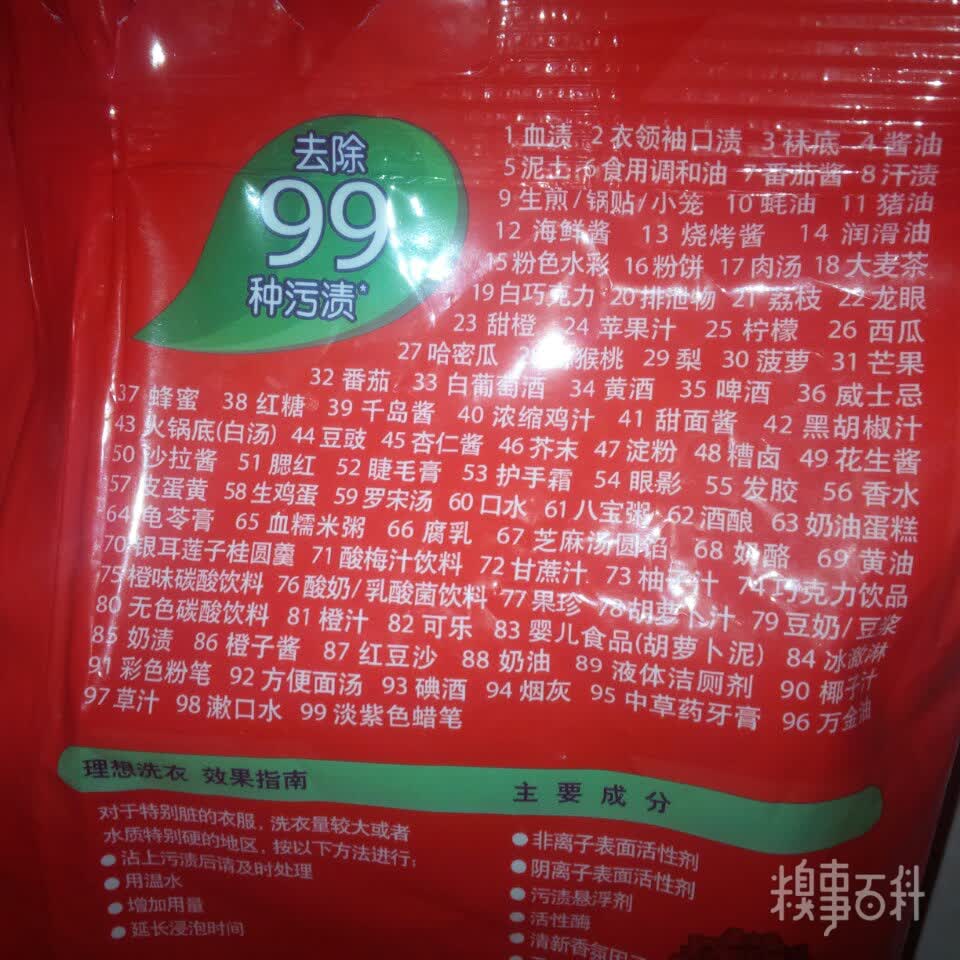 去除
99
种污渍*
1 血渍 2 衣领袖口渍 3 袜底 4 酱油
5 泥土 6 食用调和油 7 番茄酱 8 汗渍
9 生煎/锅贴/小笼 10 蚝油 11 猪油
12 海鲜酱 13 烧烤酱 14 润滑油
15 粉色水彩 16 粉饼 17 肉汤 18 大麦茶
19 白巧克力 20 排泄物 21 荔枝 22 龙眼
23 甜橙 24 苹果汁 25 柠檬 26 西瓜
27 哈密瓜 猴桃 29 梨 30 菠萝 31 芒果
32 番茄 33 白葡萄酒 34 黄酒 35 啤酒 36 威士忌
37 蜂蜜 38 红糖 39 千岛酱 40 浓缩鸡汁 41 甜面酱 42 黑胡椒汁
43 火锅底(白汤) 44 豆豉 45 杏仁酱 46 芥末 47 淀粉 48 糟卤 49 花生酱
50 沙拉酱 51 腮红 52 睫毛膏 53 护手霜 54 眼影 55 发胶 56 香水
57 皮蛋黄 58 生鸡蛋 59 罗宋汤 60 口水 61 八宝粥 62 酒酿 63 奶油蛋糕
64 龟苓膏 65 血糯米粥 66 腐乳 67 芝麻汤圆馅 68 奶酪 69 黄油
70 银耳莲子桂圆羹 71 酸梅汁饮料 72 甘蔗汁 73 柚子汁 74 巧克力饮品
75 橙味碳酸饮料 76 酸奶/乳酸菌饮料 77 果珍 78 胡萝卜汁 79 豆奶/豆浆
80 无色碳酸饮料 81 橙汁 82 可乐 83 婴儿食品(胡萝卜泥) 84 冰激淋
85 奶渍 86 橙子酱 87 红豆沙 88 奶油 89 液体洁厕剂 90 椰子汁
91 彩色粉笔 92 方便面汤 93 碘酒 94 烟灰 95 中草药牙膏 96 万金油
97 草汁 98 漱口水 99 淡紫色蜡笔
理想洗衣 效果指南
对于特别脏的衣服，洗衣量较大或者
水质特别硬的地区，按以下方法进行：
● 沾上污渍后请及时处理
● 用温水
● 增加用量
● 延长浸泡时间
主要成分
● 非离子表面活性剂
● 阴离子表面活性剂
● 污渍悬浮剂
● 活性酶
● 清新香氛因子
糗事百科